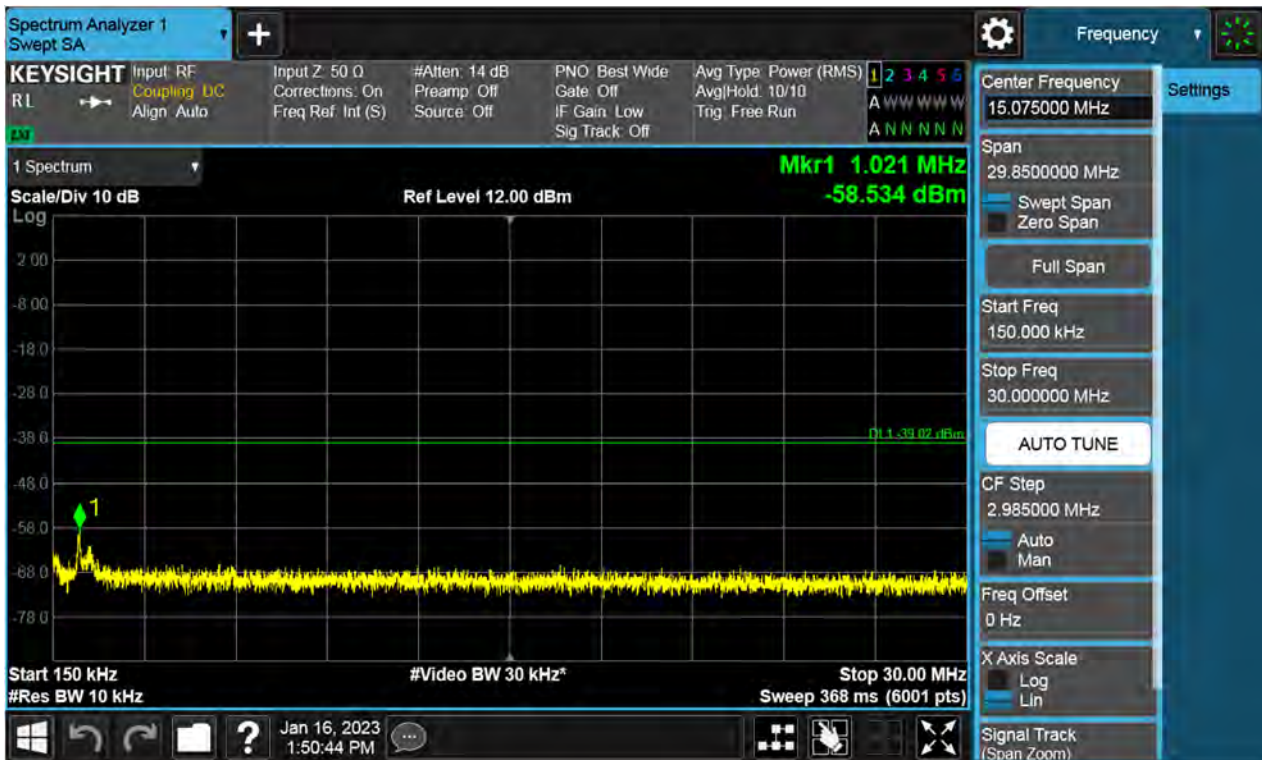 Spectrum Analyzer 1
Swept SA
Frequency
KEYSIGHT
RL
EXT
Input: RF
Coupling: DC
Align: Auto
Input Z: 50 Ω
Corrections: On
Freq Ref: Int (S)
#Atten: 14 dB
Preamp: Off
Source: Off
PNO: Best Wide
Gate: Off
IF Gain: Low
Sig Track: Off
Avg Type: Power (RMS)
Avg|Hold: 10/10
Trig: Free Run
1 2 3 4 5 6
A W W W W W
A N N N N N
Center Frequency
15.075000 MHz
Settings
Span
29.8500000 MHz
Swept Span
Zero Span
Full Span
Start Freq
150.000 kHz
Stop Freq
30.000000 MHz
AUTO TUNE
CF Step
2.985000 MHz
Auto
Man
Freq Offset
0 Hz
X Axis Scale
Log
Lin
Signal Track
(Span Zoom)
1 Spectrum
Mkr1 1.021 MHz
Scale/Div 10 dB
Ref Level 12.00 dBm
-58.534 dBm
Log
2.00
-8.00
-18.0
-28.0
-38.0
DL1 -39.02 dBm
-48.0
1
-58.0
-68.0
-78.0
Start 150 kHz
#Video BW 30 kHz*
Stop 30.00 MHz
#Res BW 10 kHz
Sweep 368 ms (6001 pts)
?
Jan 16, 2023
1:50:44 PM